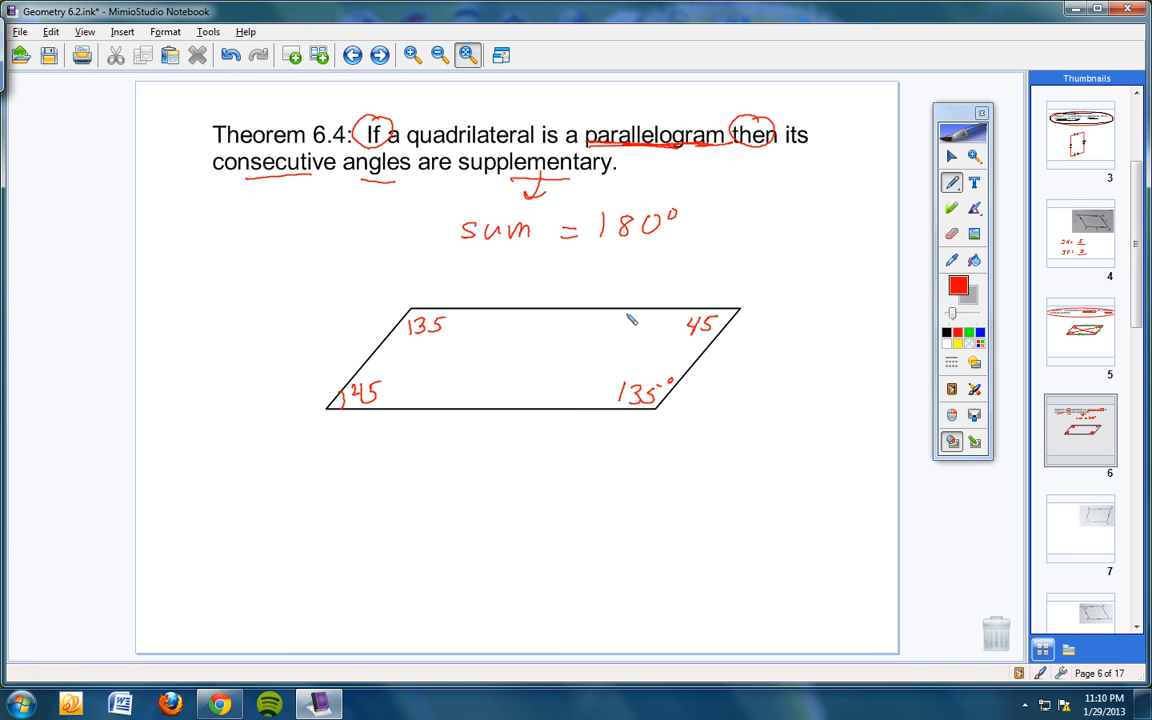 Geometry 6.2.ink* - MimioStudio Notebook
File Edit View Insert Format Tools Help
Theorem 6.4: If a quadrilateral is a parallelogram then its
consecutive angles are supplementary.
sum = 180°
135 45
45 135°
Thumbnails
3
4
5
6
7
Page 6 of 17
11:10 PM
1/29/2013